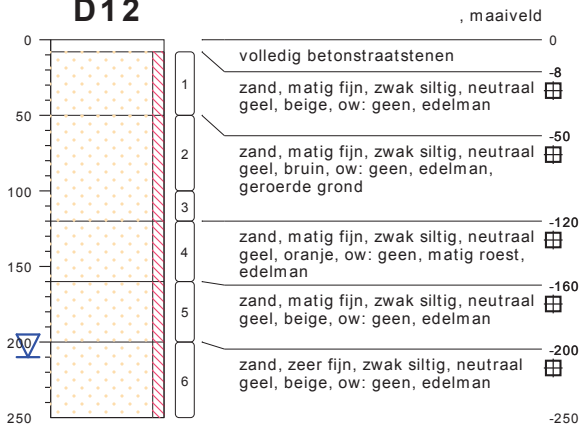 D12
, maaiveld
0
0
volledig betonstraatstenen
-8
1
zand, matig fijn, zwak siltig, neutraal
geel, beige, ow: geen, edelman
50
-50
2
zand, matig fijn, zwak siltig, neutraal
geel, bruin, ow: geen, edelman,
geroerde grond
100
3
-120
zand, matig fijn, zwak siltig, neutraal
geel, oranje, ow: geen, matig roest,
edelman
4
150
-160
zand, matig fijn, zwak siltig, neutraal
geel, beige, ow: geen, edelman
5
200
-200
zand, zeer fijn, zwak siltig, neutraal
geel, beige, ow: geen, edelman
6
250
-250